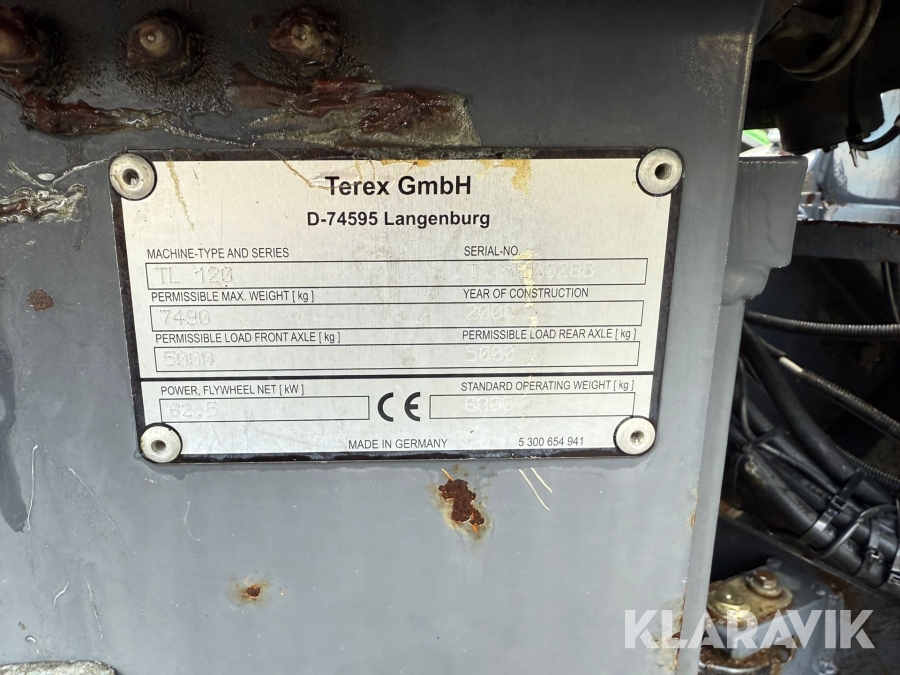 Terex GmbH
D-74595 Langenburg
MACHINE-TYPE AND SERIES SERIAL-NO.
TL 120
PERMISSIBLE MAX. WEIGHT [ kg ] YEAR OF CONSTRUCTION
7490
PERMISSIBLE LOAD FRONT AXLE [ kg ] PERMISSIBLE LOAD REAR AXLE [ kg ]
5000 5000
POWER, FLYWHEEL NET [ kW ] STANDARD OPERATING WEIGHT [ kg ]
CE
MADE IN GERMANY 5 300 654 941
KLARAVIK